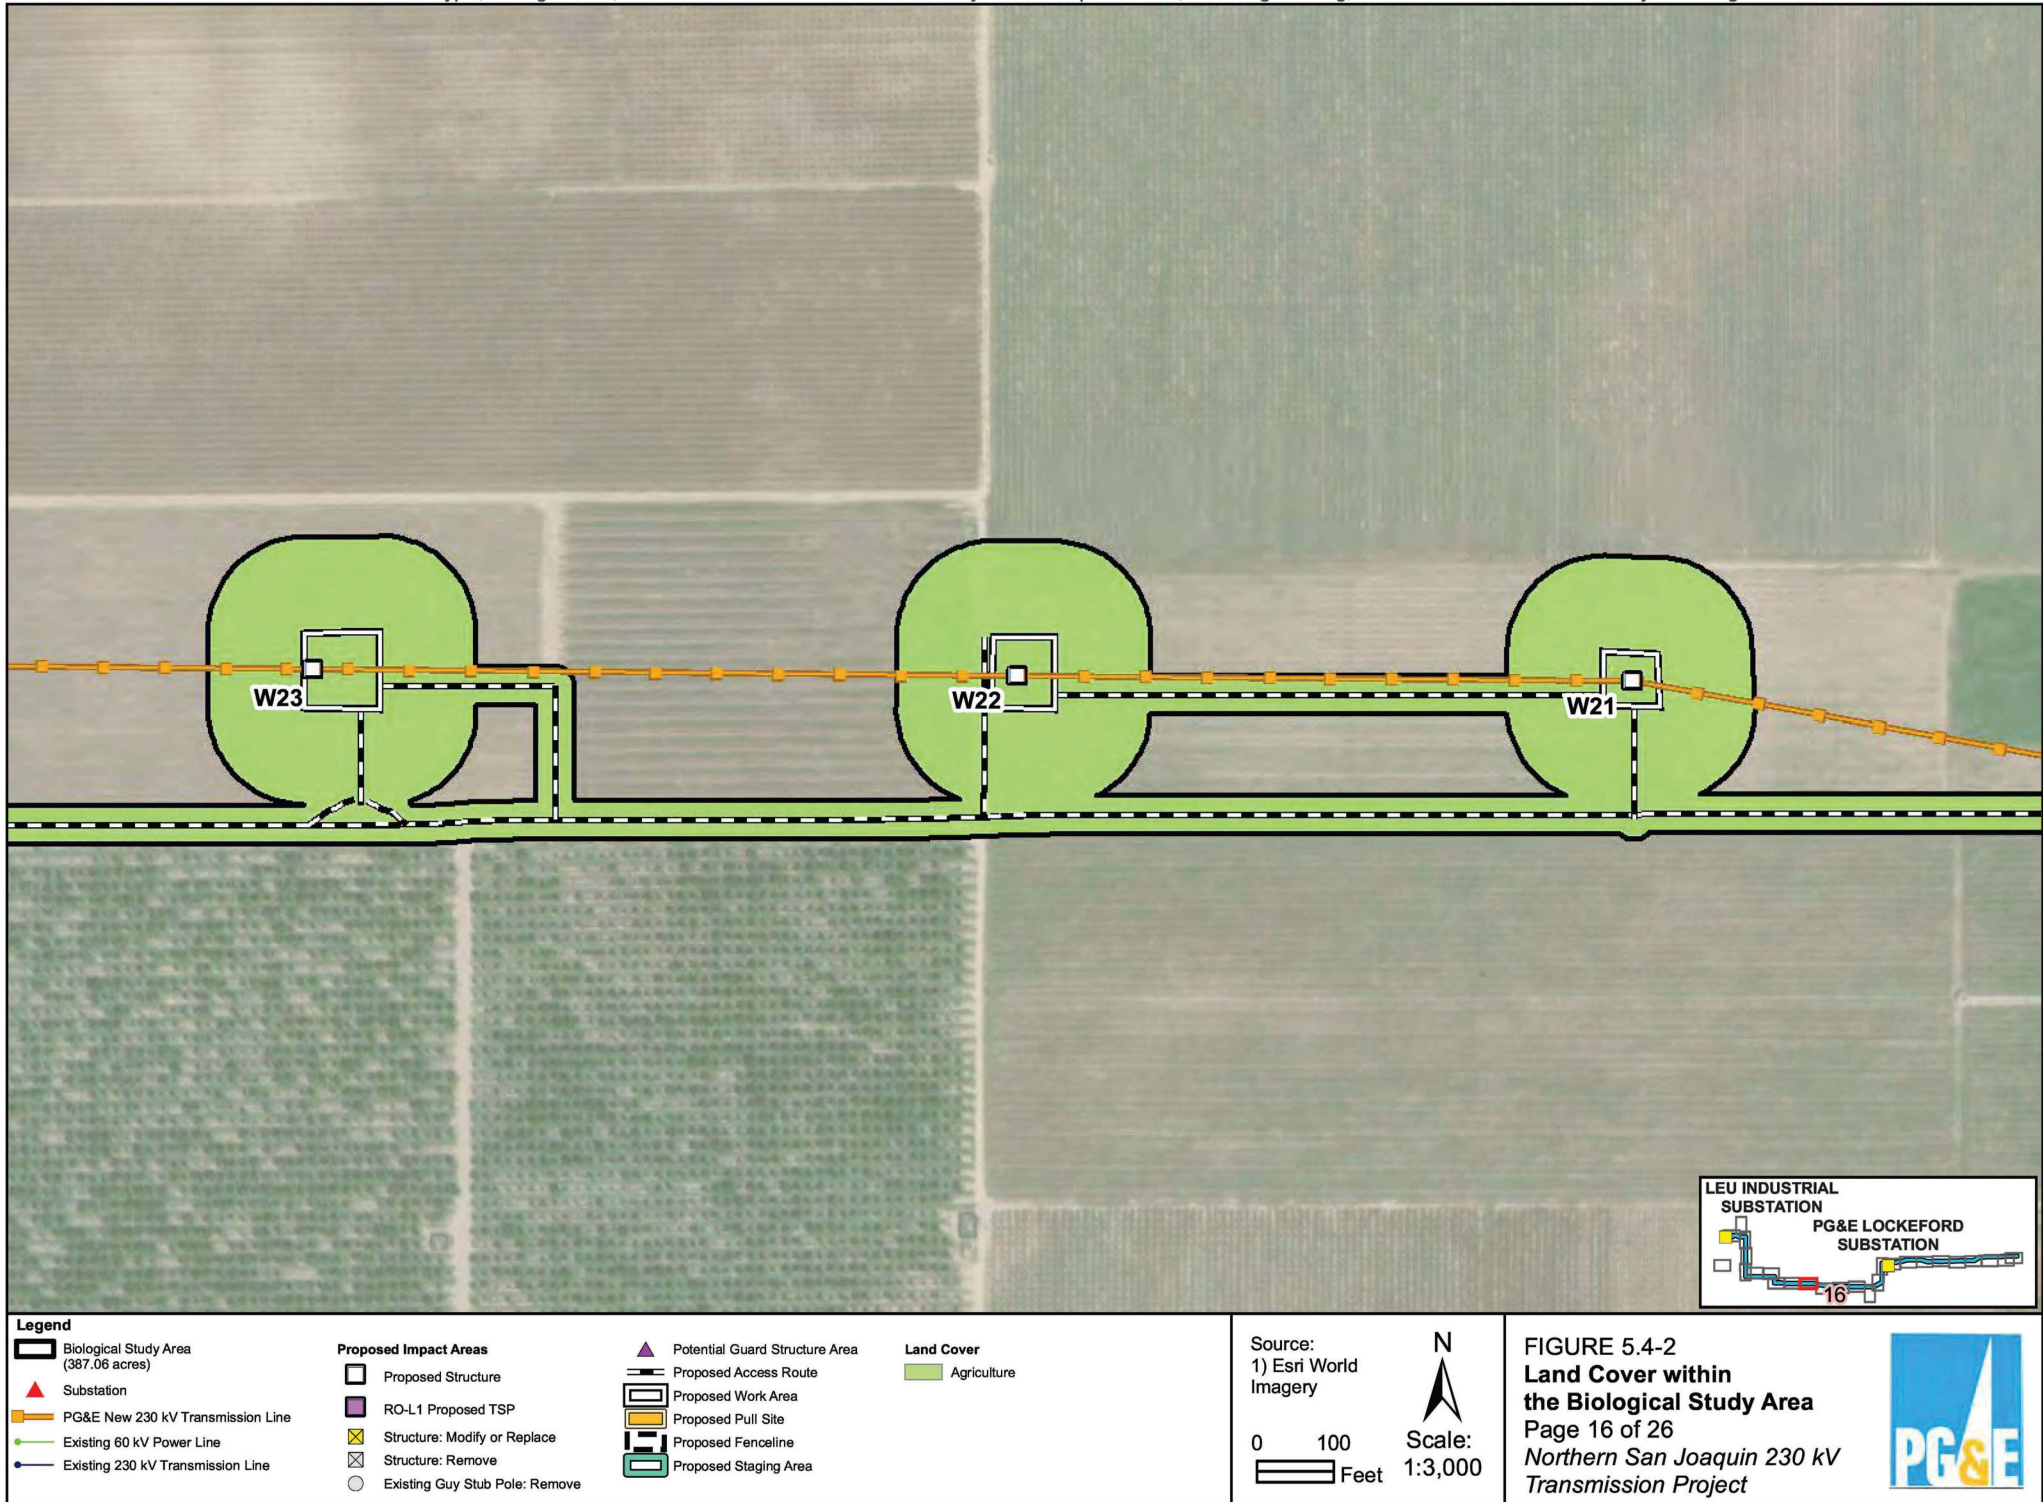 W23
W22
W21
LEU INDUSTRIAL
SUBSTATION
PG&E LOCKEFORD
SUBSTATION
16
Legend
Biological Study Area
(387.06 acres)
Substation
PG&E New 230 kV Transmission Line
Existing 60 kV Power Line
Existing 230 kV Transmission Line
Proposed Impact Areas
Proposed Structure
RO-L1 Proposed TSP
Structure: Modify or Replace
Structure: Remove
Existing Guy Stub Pole: Remove
Potential Guard Structure Area
Proposed Access Route
Proposed Work Area
Proposed Pull Site
Proposed Fenceline
Proposed Staging Area
Land Cover
Agriculture
Source:
1) Esri World
Imagery
0 100
Feet
N
Scale:
1:3,000
FIGURE 5.4-2
Land Cover within
the Biological Study Area
Page 16 of 26
Northern San Joaquin 230 kV
Transmission Project
PG&E